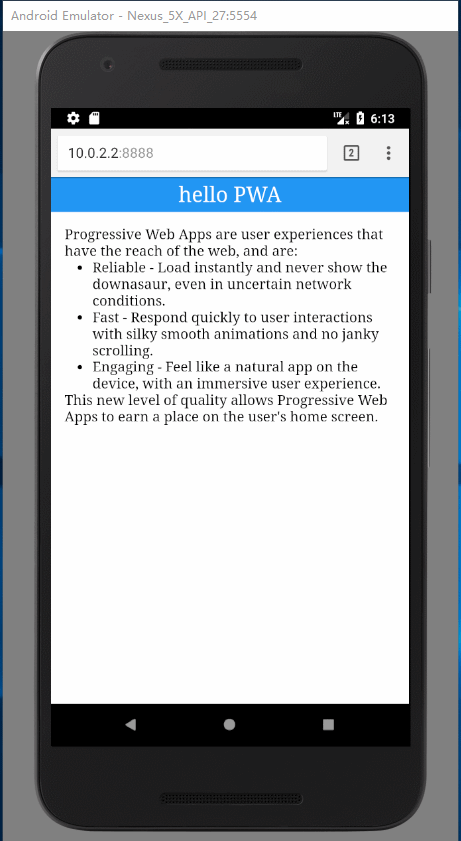 Android Emulator - Nexus_5X_API_27:5554
LTE 6:13
10.0.2.2:8888 2
hello PWA
Progressive Web Apps are user experiences that
have the reach of the web, and are:
• Reliable - Load instantly and never show the
downasaur, even in uncertain network
conditions.
• Fast - Respond quickly to user interactions
with silky smooth animations and no janky
scrolling.
• Engaging - Feel like a natural app on the
device, with an immersive user experience.
This new level of quality allows Progressive Web
Apps to earn a place on the user's home screen.